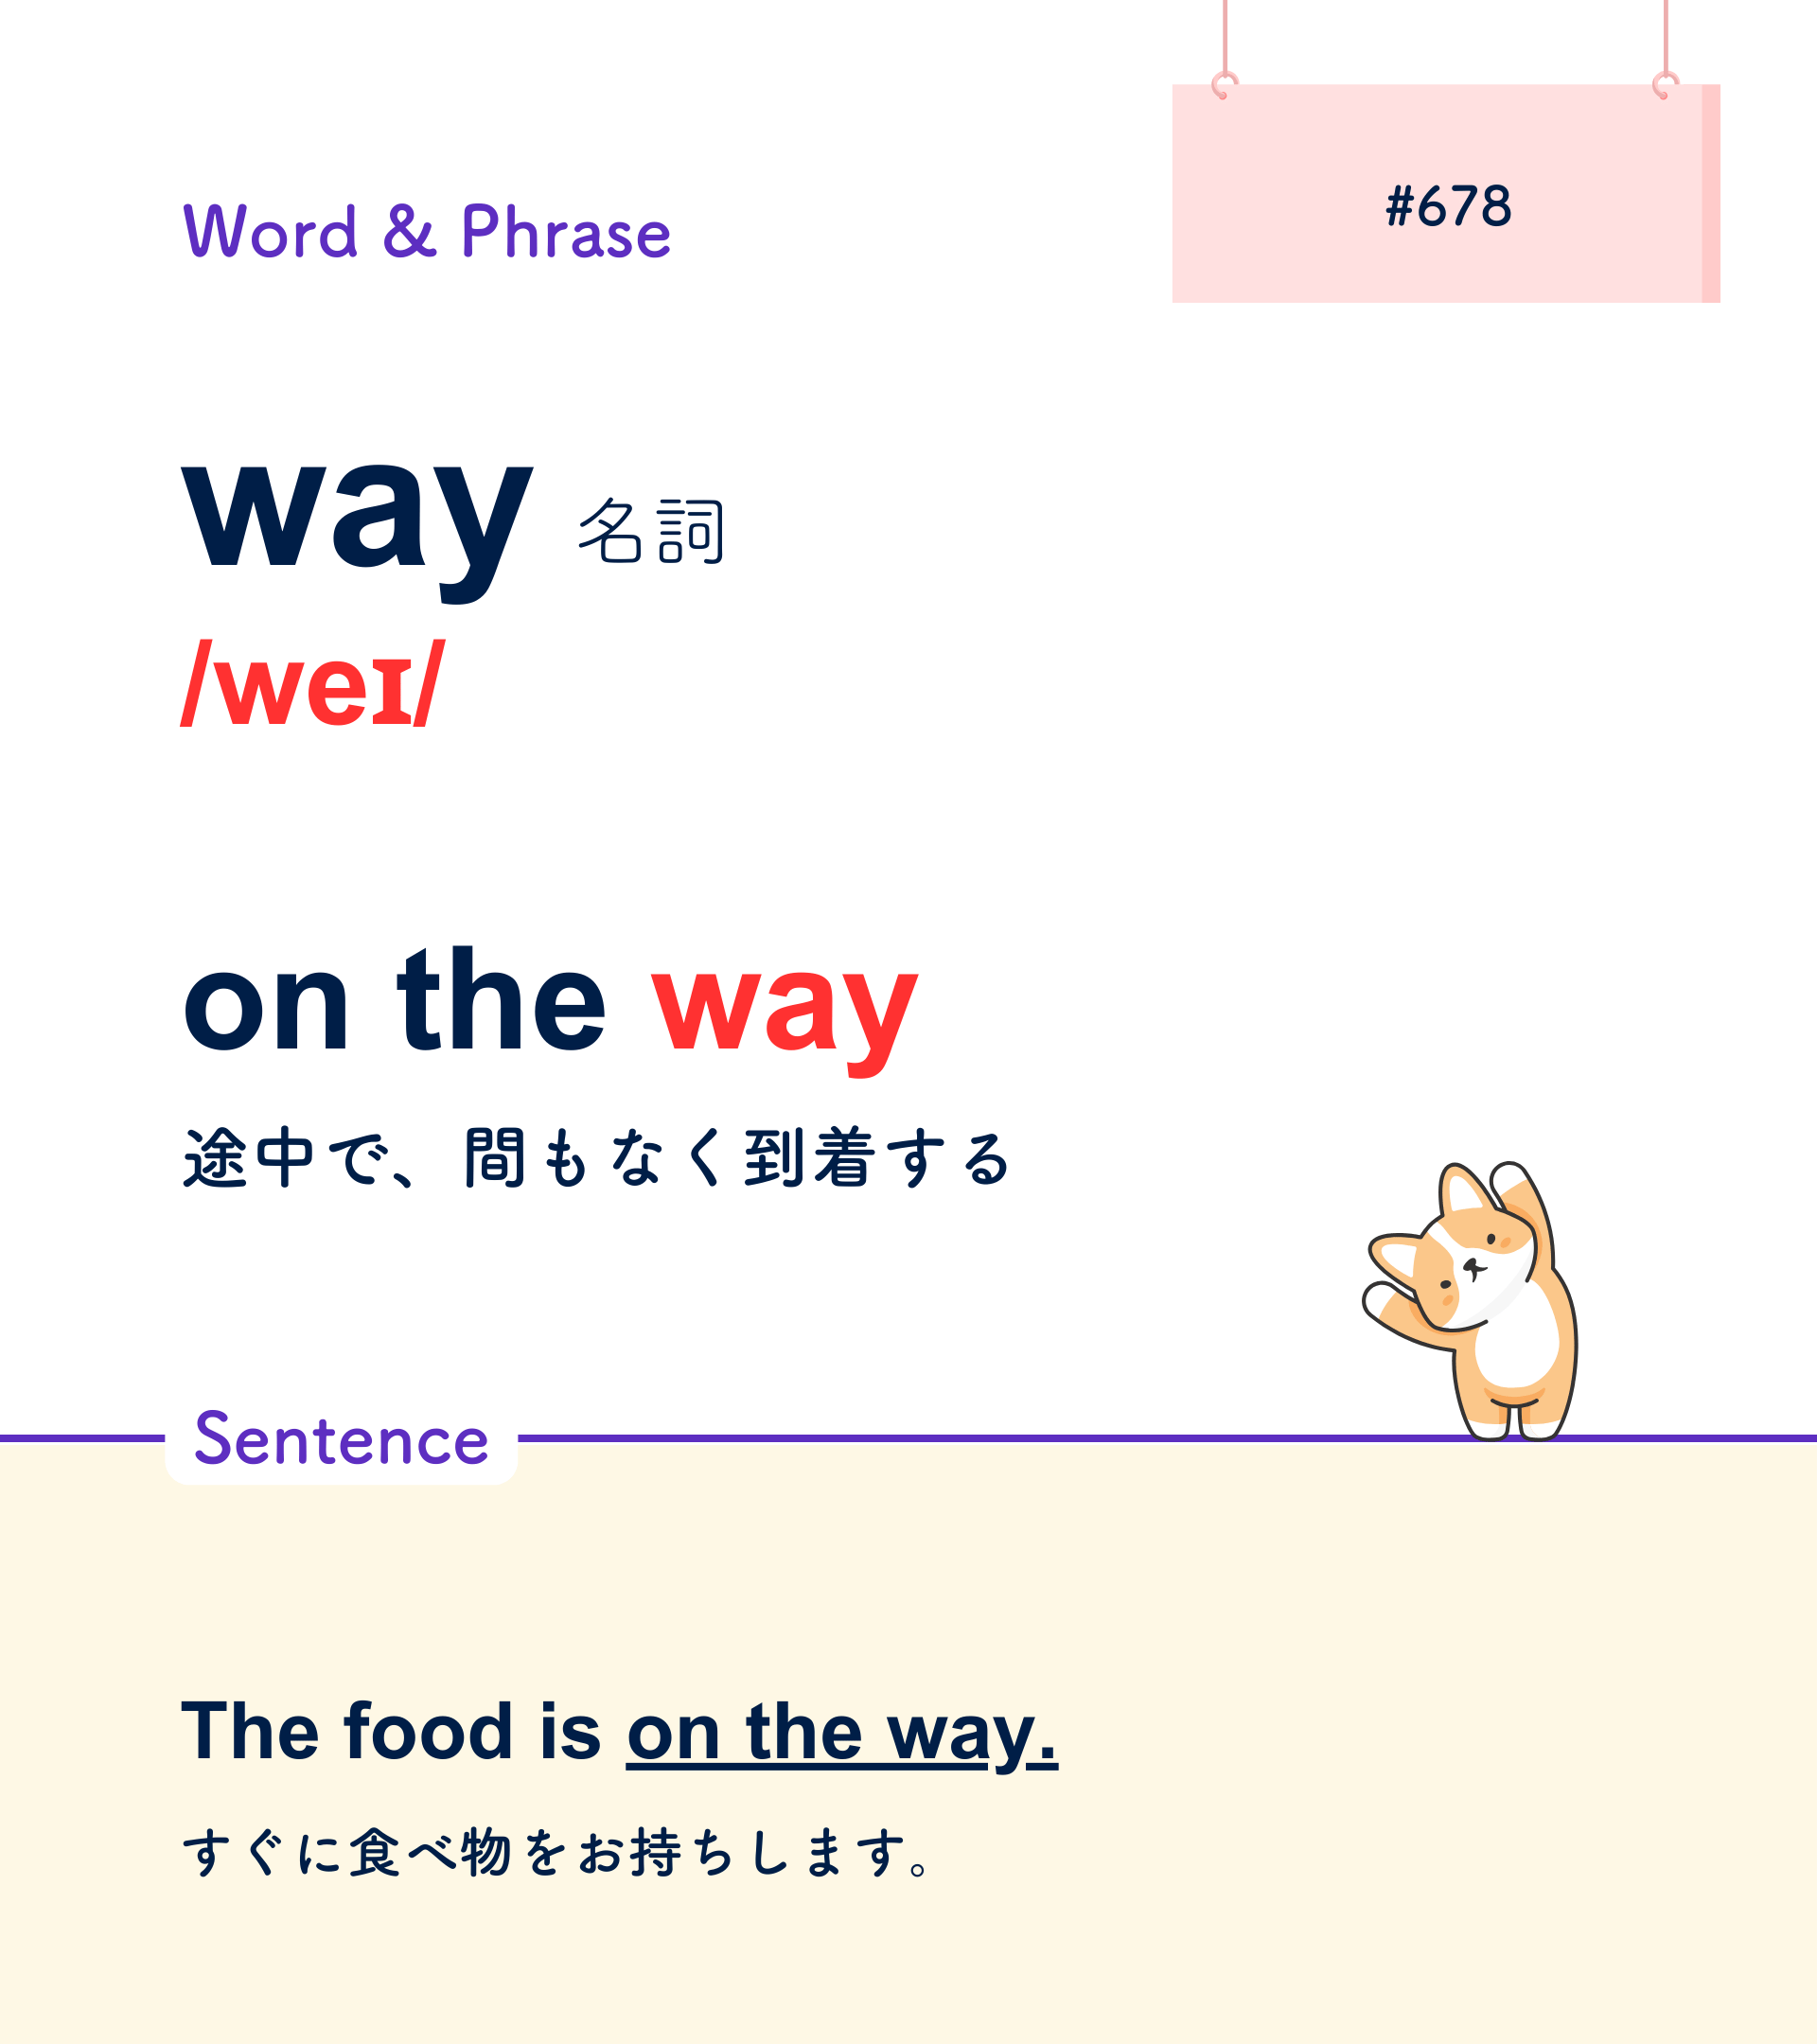 #678
Word & Phrase
way 名詞
/weɪ/
on the way
途中で、間もなく到着する
Sentence
The food is on the way.
すぐに食べ物をお持ちします。